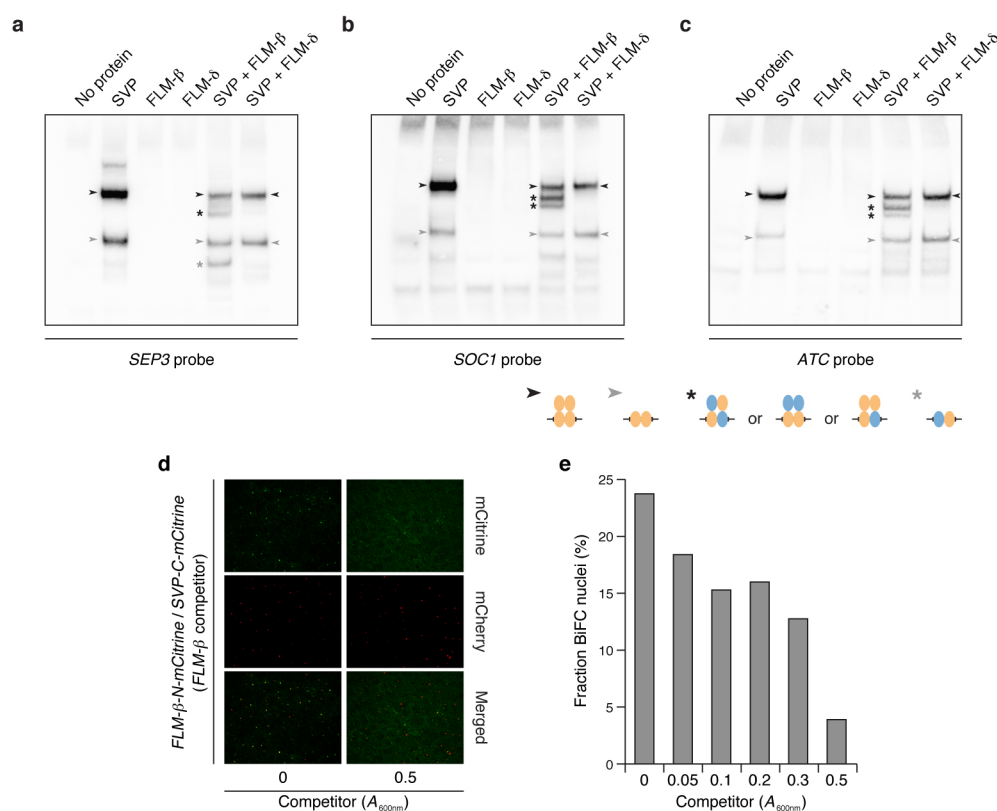 a
No protein
SVP
FLM-β
FLM-δ
SVP + FLM-β
SVP + FLM-δ
*
*
SEP3 probe
b
No protein
SVP
FLM-β
FLM-δ
SVP + FLM-β
SVP + FLM-δ
*
*
SOC1 probe
c
No protein
SVP
FLM-β
FLM-δ
SVP + FLM-β
SVP + FLM-δ
*
*
ATC probe
* or or *
d
FLM-β-N-mCitrine / SVP-C-mCitrine
(FLM-β competitor)
mCitrine
mCherry
Merged
0 0.5
Competitor (A600nm)
e
Fraction BiFC nuclei (%)
25
20
15
10
5
0
0 0.05 0.1 0.2 0.3 0.5
Competitor (A600nm)